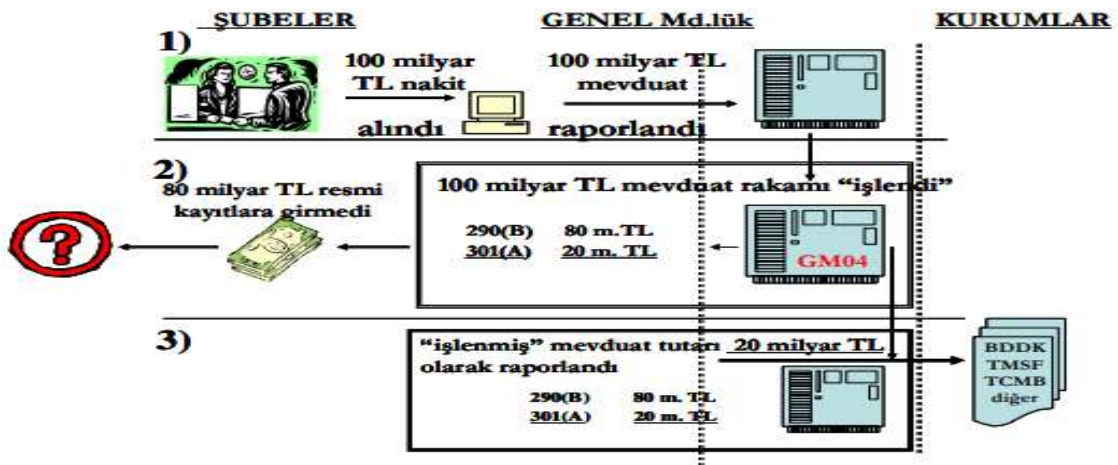 ŞUBELER GENEL Md.lük KURUMLAR
1)
100 milyar TL nakit
alındı
100 milyar TL mevduat
raporlandı
2)
80 milyar TL resmi
kayıtlara girmedi
?
100 milyar TL mevduat rakamı “işlendi”
290(B) 80 m.TL
301(A) 20 m. TL
GM04
3)
“işlenmiş” mevduat tutarı 20 milyar TL
olarak raporlandı
290(B) 80 m. TL
301(A) 20 m. TL
BDDK
TMSF
TCMB
diğer